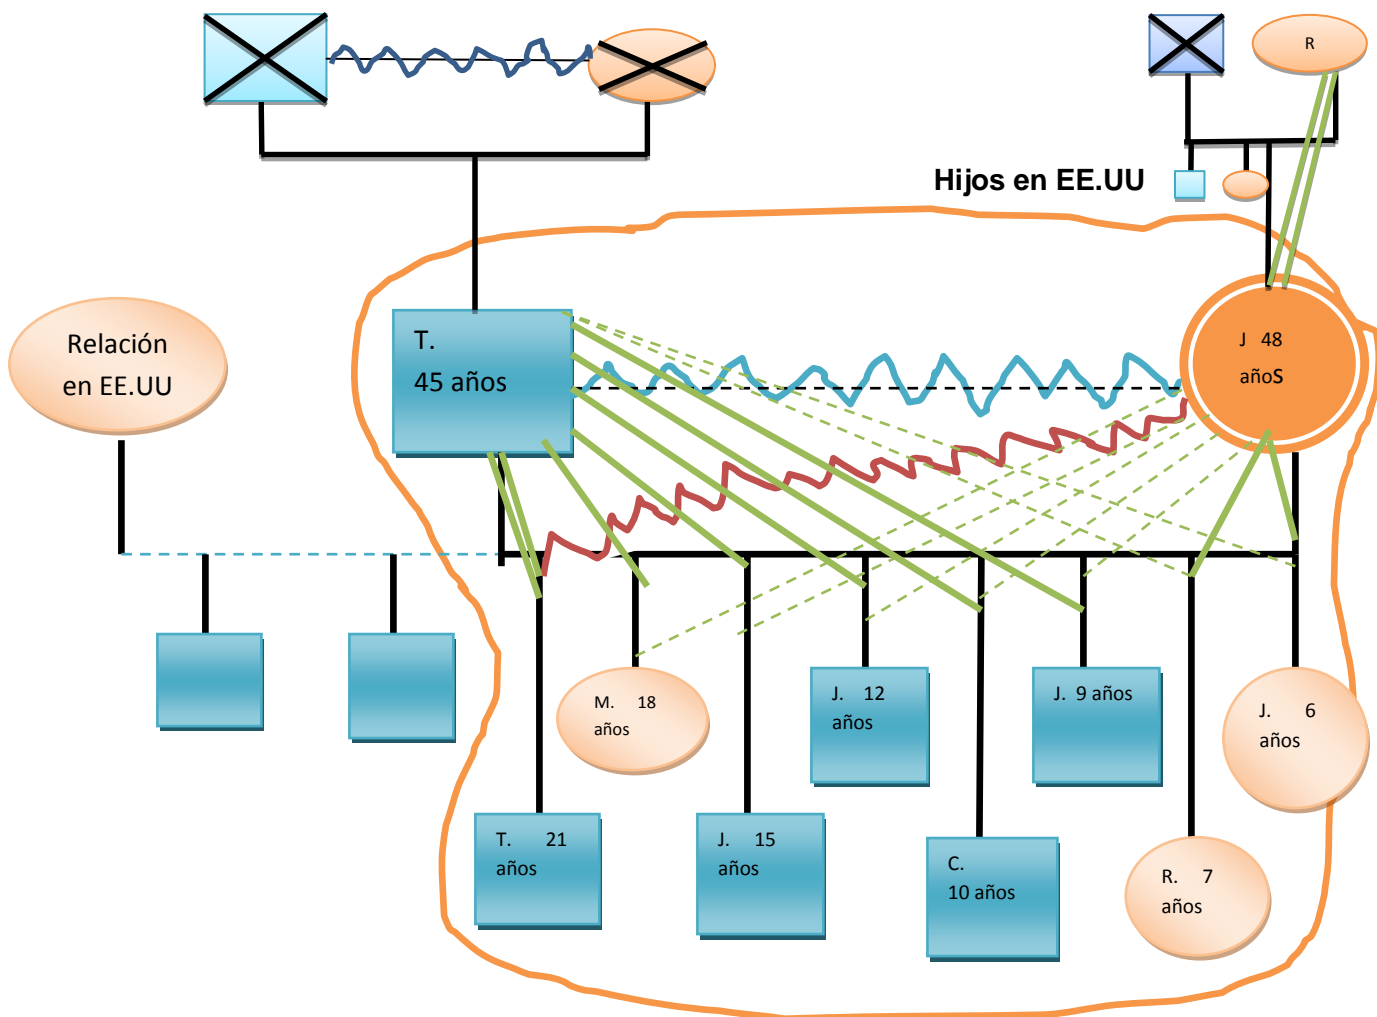 R
Hijos en EE.UU
Relación
en EE.UU
T.
45 años
J 48
añoS
M. 18
años
J. 12
años
J. 9 años
J. 6
años
T. 21
años
J. 15
años
C.
10 años
R. 7
años